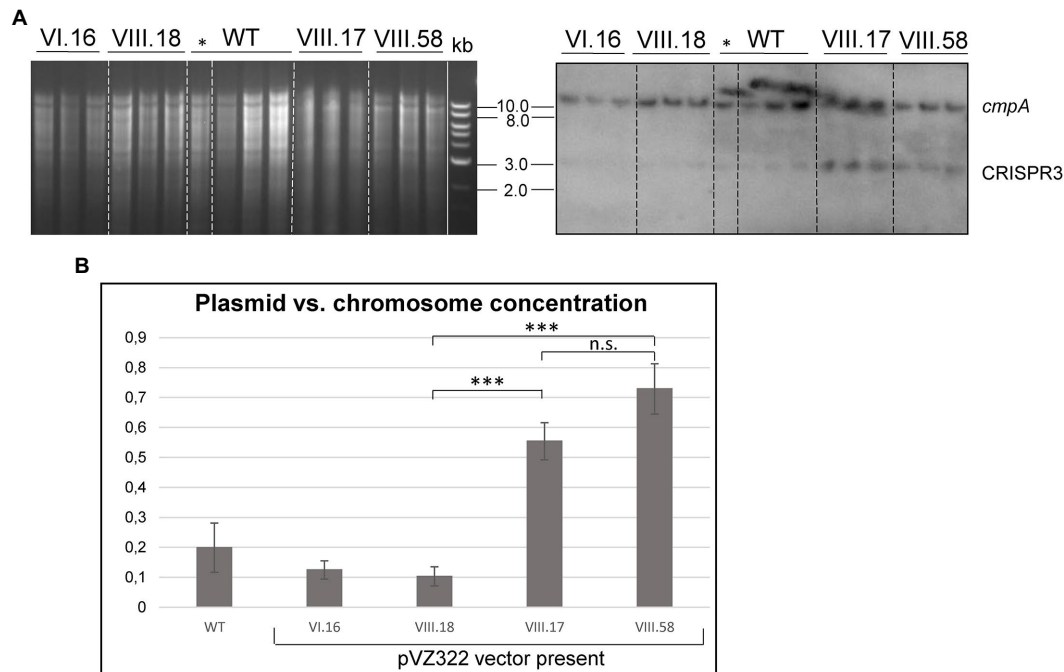 A
VI.16 VIII.18 * WT VIII.17 VIII.58 kb
10.0
8.0
3.0
2.0
VI.16 VIII.18 * WT VIII.17 VIII.58
cmpA
CRISPR3
B
Plasmid vs. chromosome concentration
0,9
0,8
0,7
0,6
0,5
0,4
0,3
0,2
0,1
0
***
n.s.
***
WT VI.16 VIII.18 VIII.17 VIII.58
pVZ322 vector present